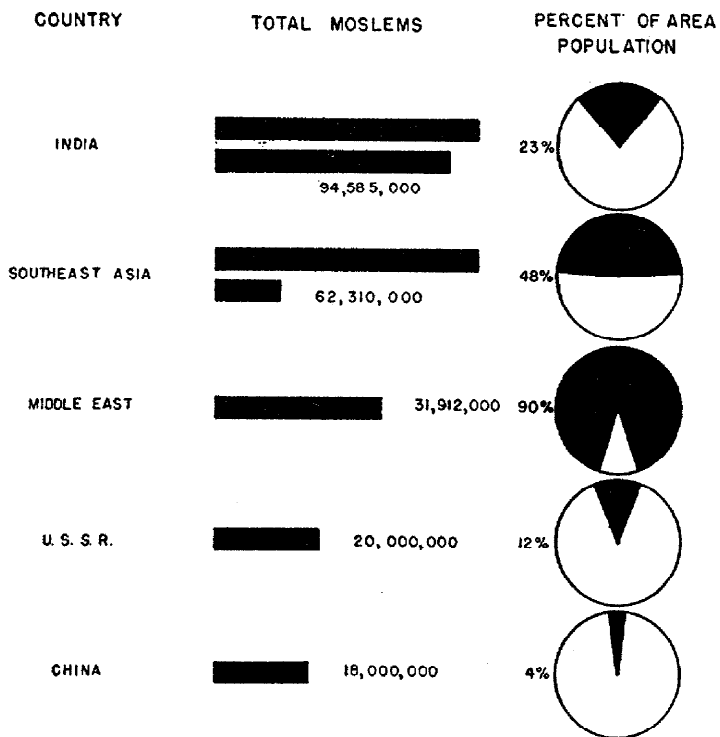 COUNTRY TOTAL MOSLEMS PERCENT OF AREA
POPULATION
INDIA 23%
94,585,000
SOUTHEAST ASIA 48%
62,310,000
MIDDLE EAST 31,912,000 90%
U. S. S. R. 20,000,000 12%
CHINA 18,000,000 4%